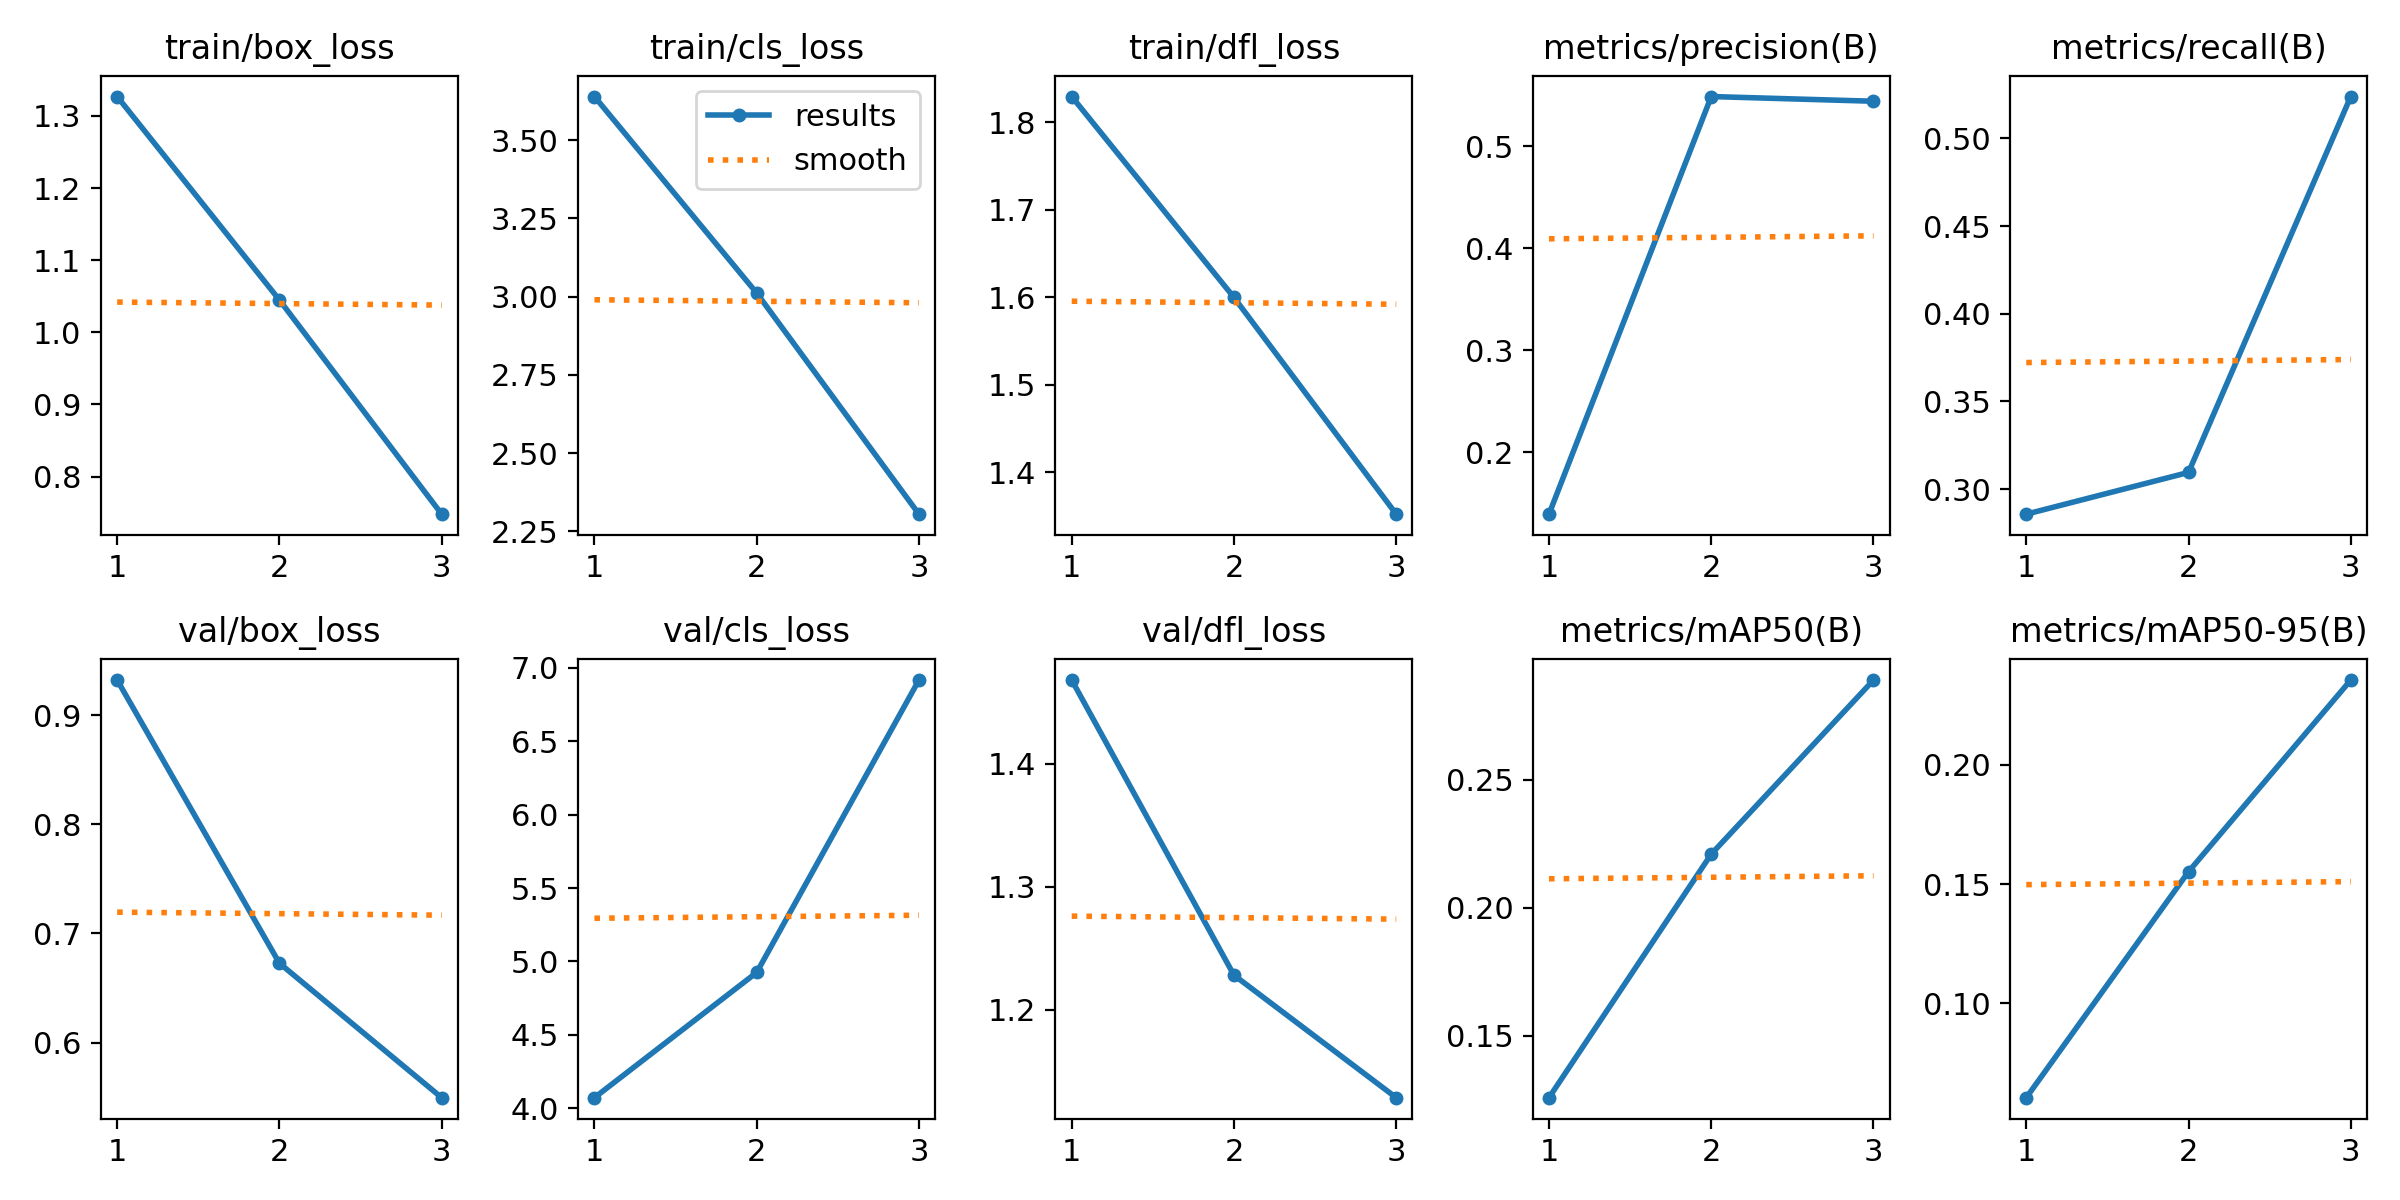 train/box_loss
1.3
1.2
1.1
1.0
0.9
0.8
1 2 3
train/cls_loss
results
smooth
3.50
3.25
3.00
2.75
2.50
2.25
1 2 3
train/dfl_loss
1.8
1.7
1.6
1.5
1.4
1 2 3
metrics/precision(B)
0.5
0.4
0.3
0.2
1 2 3
metrics/recall(B)
0.50
0.45
0.40
0.35
0.30
1 2 3
val/box_loss
0.9
0.8
0.7
0.6
1 2 3
val/cls_loss
7.0
6.5
6.0
5.5
5.0
4.5
4.0
1 2 3
val/dfl_loss
1.4
1.3
1.2
1 2 3
metrics/mAP50(B)
0.25
0.20
0.15
1 2 3
metrics/mAP50-95(B)
0.20
0.15
0.10
1 2 3